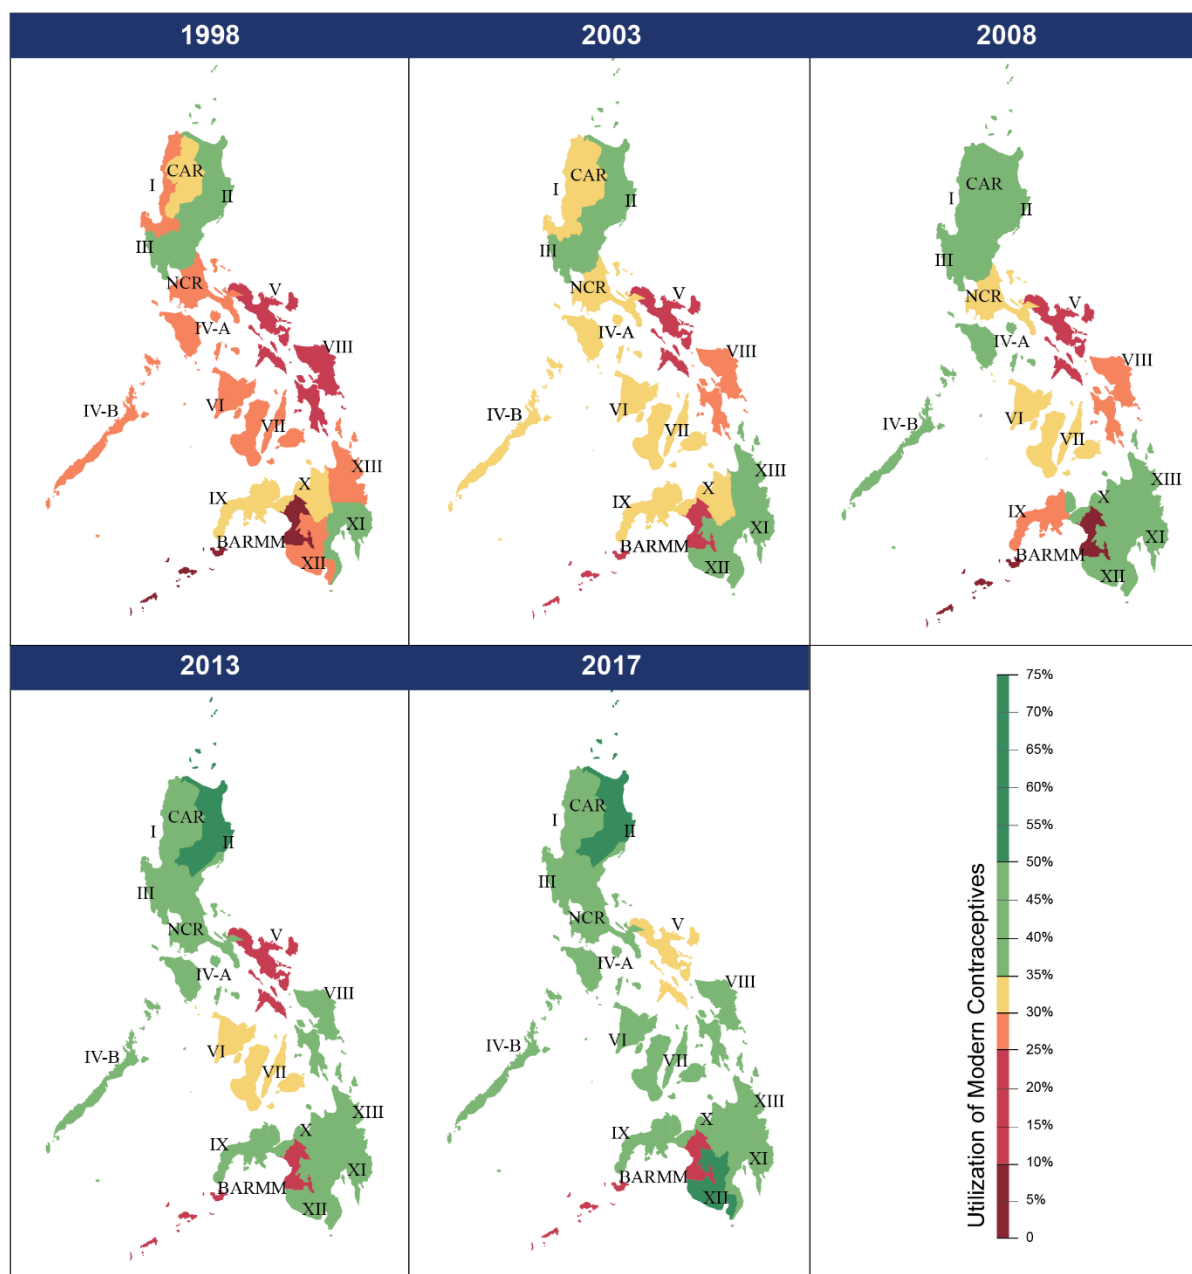 1998
2003
2008
CAR
I
II
III
NCR
V
IV-A
VIII
IV-B
VI
VII
XIII
IX
X
XI
BARMM
XII
CAR
I
II
III
NCR
V
IV-A
VIII
IV-B
VI
VII
XIII
IX
X
XI
BARMM
XII
CAR
I
II
III
NCR
V
IV-A
VIII
IV-B
VI
VII
XIII
IX
X
XI
BARMM
XII
2013
2017
CAR
I
II
III
NCR
V
IV-A
VIII
IV-B
VI
VII
XIII
IX
X
XI
BARMM
XII
CAR
I
II
III
NCR
V
IV-A
VIII
IV-B
VI
VII
XIII
IX
X
XI
BARMM
XII
Utilization of Modern Contraceptives
75%
70%
65%
60%
55%
50%
45%
40%
35%
30%
25%
20%
15%
10%
5%
0